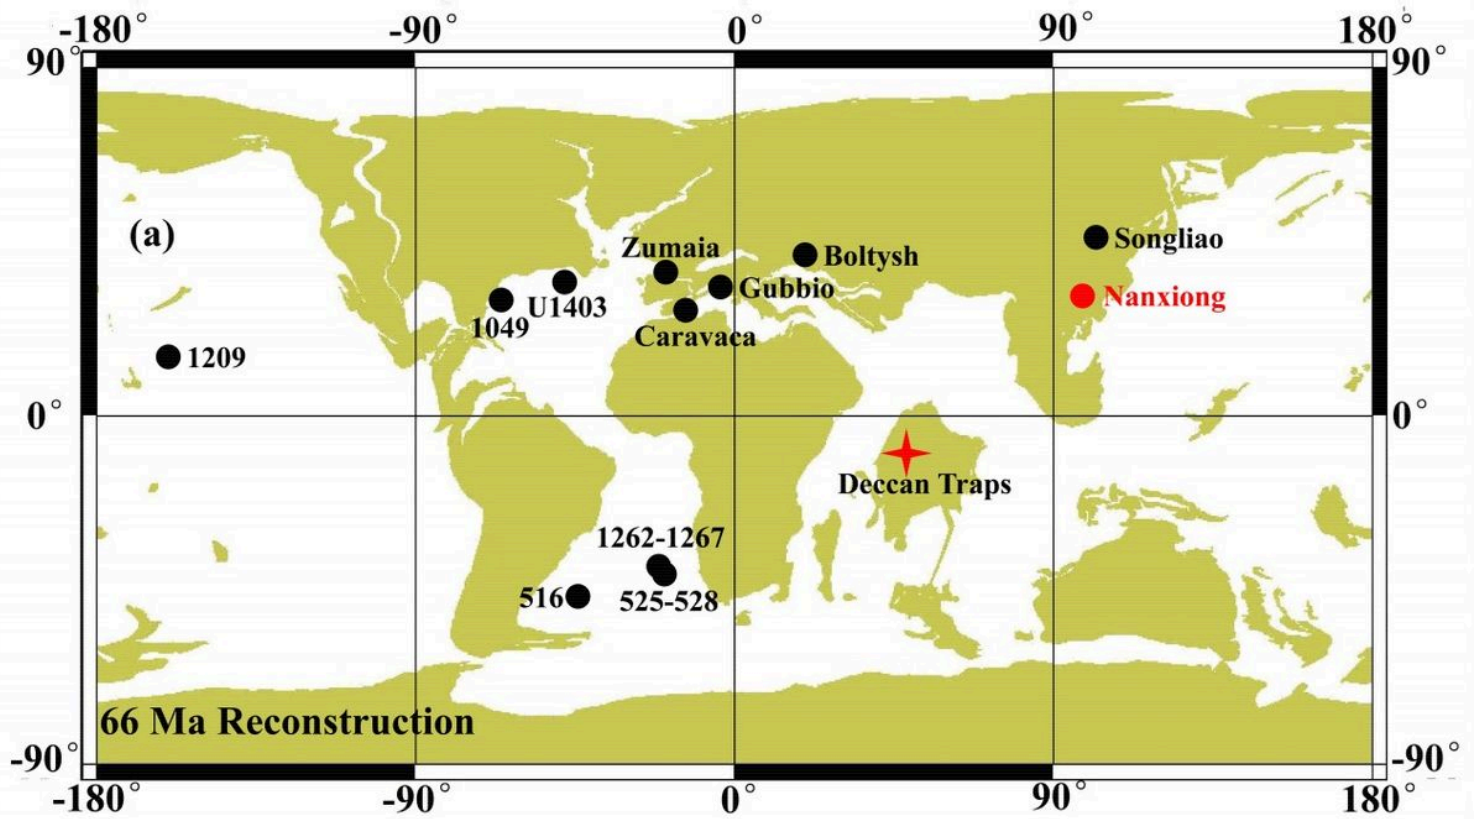 -180° -90° 0° 90° 180°
90° 90°
(a)
Songliao
Zumaia
Boltysh
Gubbio
Nanxiong
U1403
1049
Caravaca
1209
0° 0°
Deccan Traps
1262-1267
516
525-528
66 Ma Reconstruction
-90° -90°
-180° -90° 0° 90° 180°